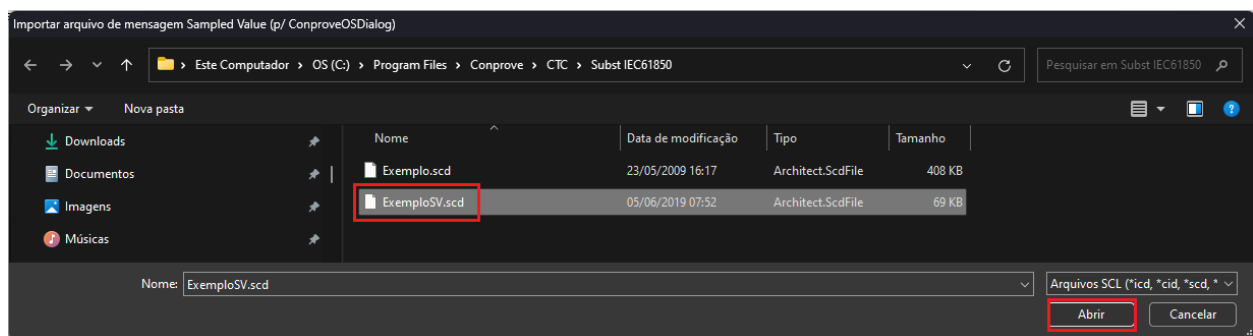 Importar arquivo de mensagem Sampled Value (p/ ConproveOSDialog)
Este Computador > OS (C:) > Program Files > Conprove > CTC > Subst IEC61850
Pesquisar em Subst IEC61850
Organizar Nova pasta
Downloads
Documentos
Imagens
Músicas
Nome Data de modificação Tipo Tamanho
Exemplo.scd 23/05/2009 16:17 Architect.ScdFile 408 KB
ExemploSV.scd 05/06/2019 07:52 Architect.ScdFile 69 KB
Nome: ExemploSV.scd
Arquivos SCL (*icd, *cid, *scd, *
Abrir Cancelar